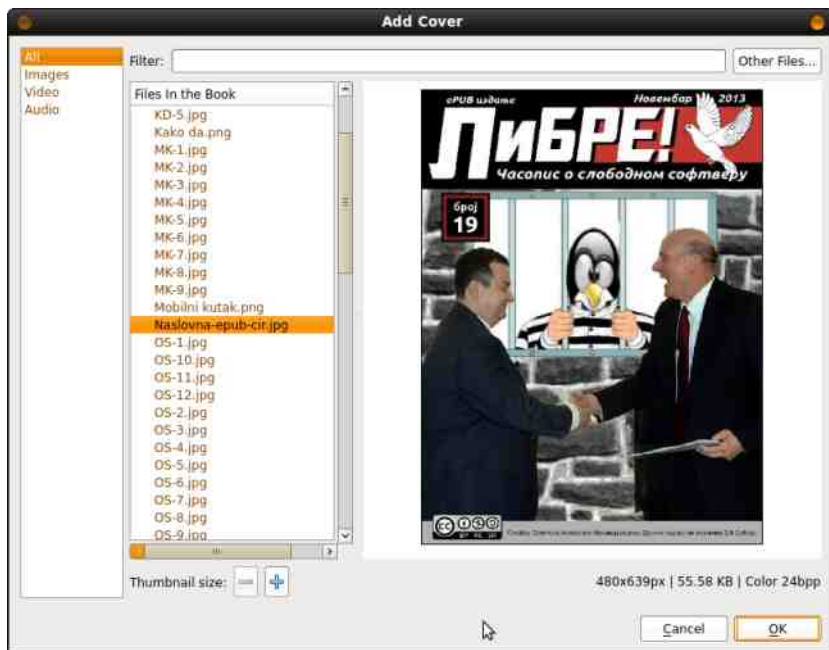 Add Cover
All
Images
Video
Audio
Filter:
Other Files...
Files In the Book
KD-5.jpg
Kako da.png
MK-1.jpg
MK-2.jpg
MK-3.jpg
MK-4.jpg
MK-5.jpg
MK-6.jpg
MK-7.jpg
MK-8.jpg
MK-9.jpg
Mobilni kutak.png
Naslovna-epub-cir.jpg
OS-1.jpg
OS-10.jpg
OS-11.jpg
OS-12.jpg
OS-2.jpg
OS-3.jpg
OS-4.jpg
OS-5.jpg
OS-6.jpg
OS-7.jpg
OS-8.jpg
OS-9.jpg
ePUB издање
Новембар 2013
ЛиБРЕ!
Часопис о слободном софтверу
број
19
cc
BY NC SA
Thumbnail size:
480x639px | 55.58 KB | Color 24bpp
Cancel
OK